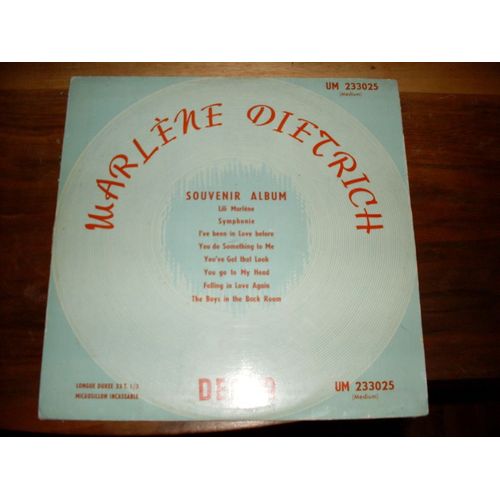 UM 233025
(Medium)
MARLÈNE DIETRICH
SOUVENIR ALBUM
Lili Marlène
Symphonie
I've been in Love before
You do Something to Me
You've Got that Look
You go to My Head
Falling in Love Again
The Boys in the Back Room
LONGUE DUREE 33 T. 1/3
MICROSILLON INCASSABLE
UM 233025
(Medium)